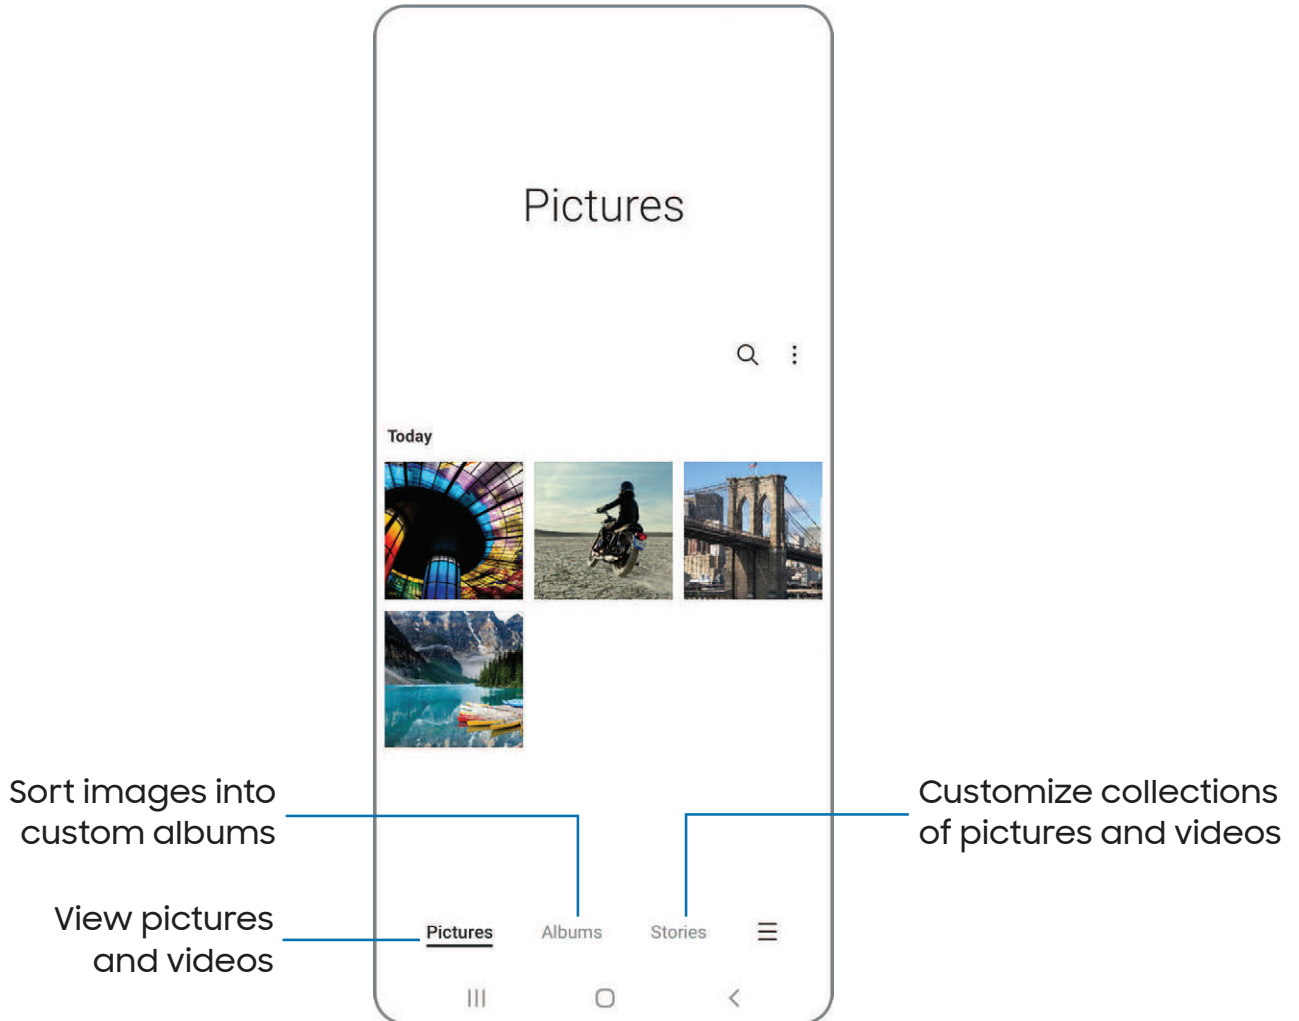 Pictures
Today
Sort images into
custom albums
Customize collections
of pictures and videos
View pictures
and videos
Pictures
Albums
Stories